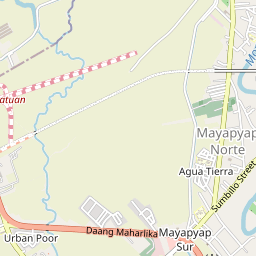 atuan
Mayapyap
Norte
Agua Tierra
Sumbillo Street
Daang Maharlika
Urban Poor
Mayapyap
Sur